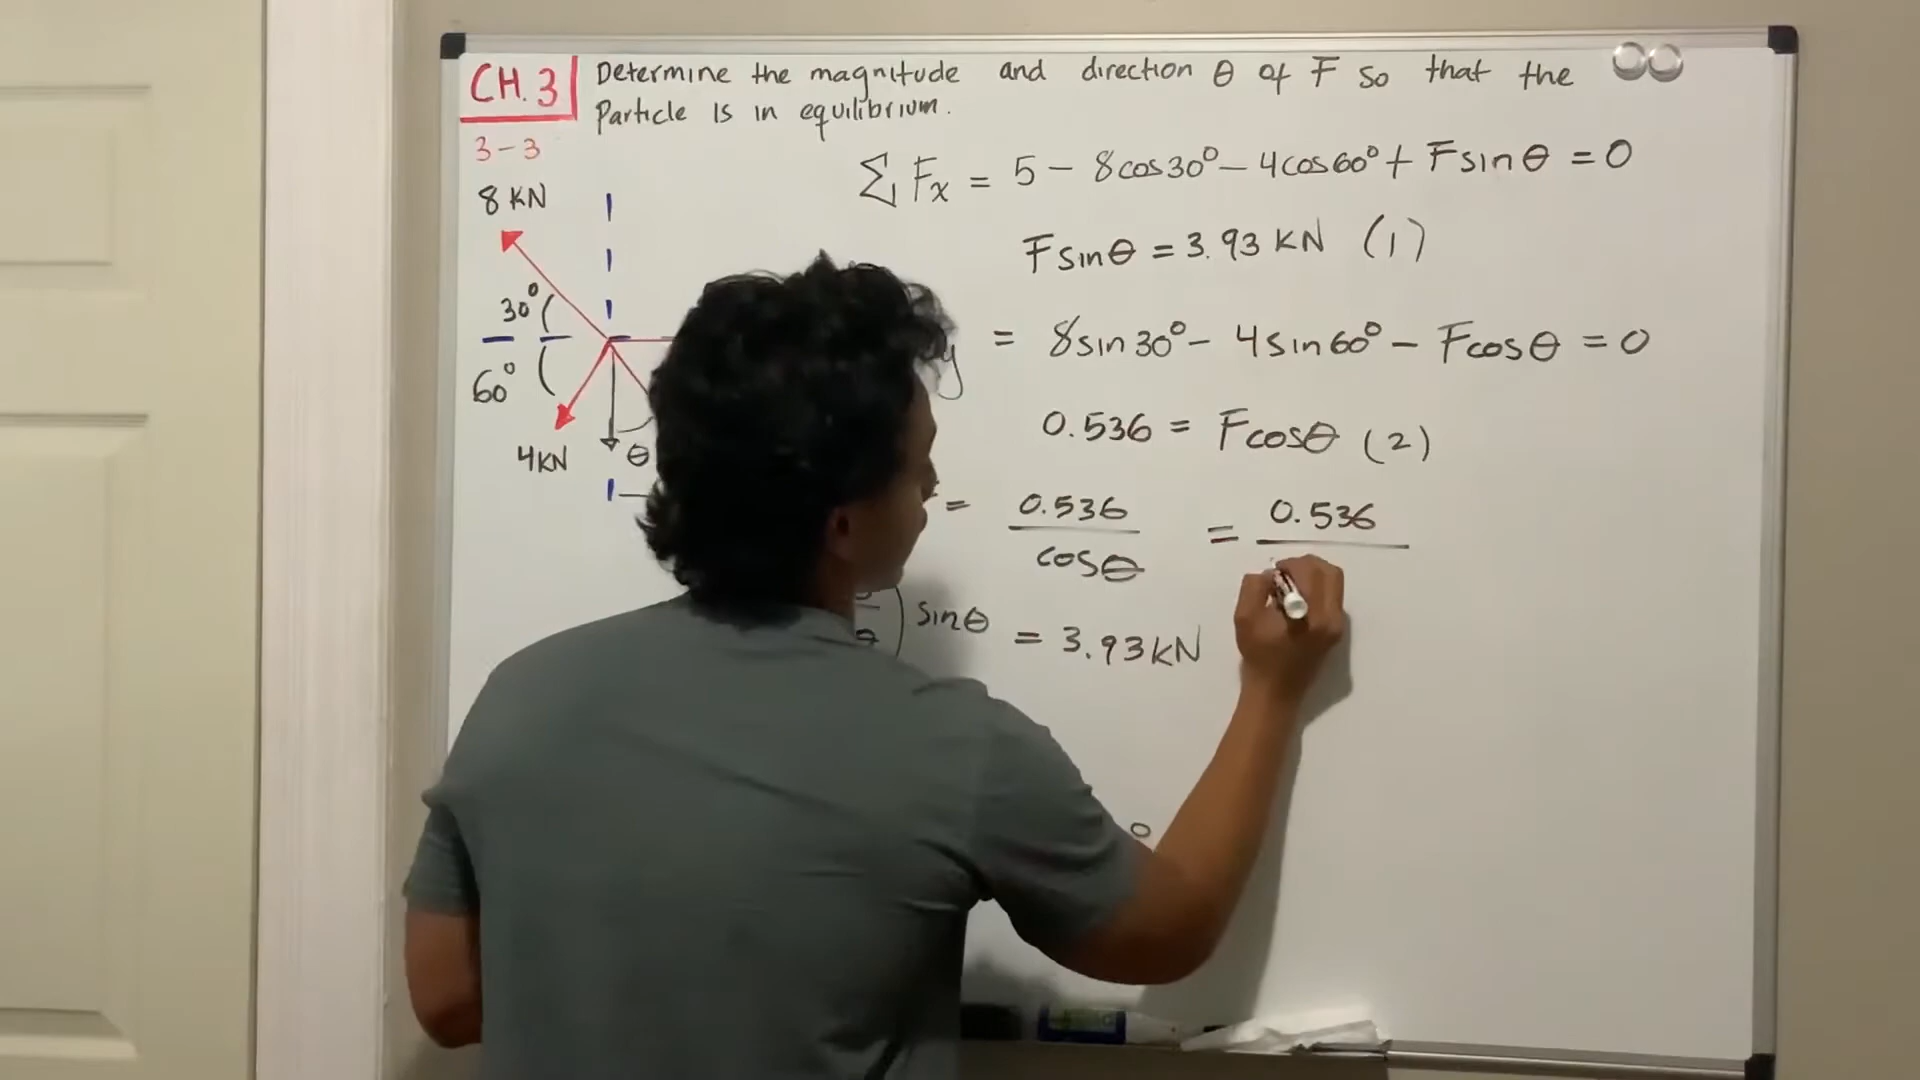 CH. 3
Determine the magnitude and direction θ of F so that the
Particle is in equilibrium.
3-3
∑ Fx = 5 - 8cos30° - 4cos60° + Fsinθ = 0
8 KN
Fsinθ = 3.93 KN (1)
30°
y = 8sin30° - 4sin60° - Fcosθ = 0
60°
0.536 = Fcosθ (2)
4KN
θ
= 0.536 / cosθ = 0.536
θ ) sinθ = 3.93kN
°